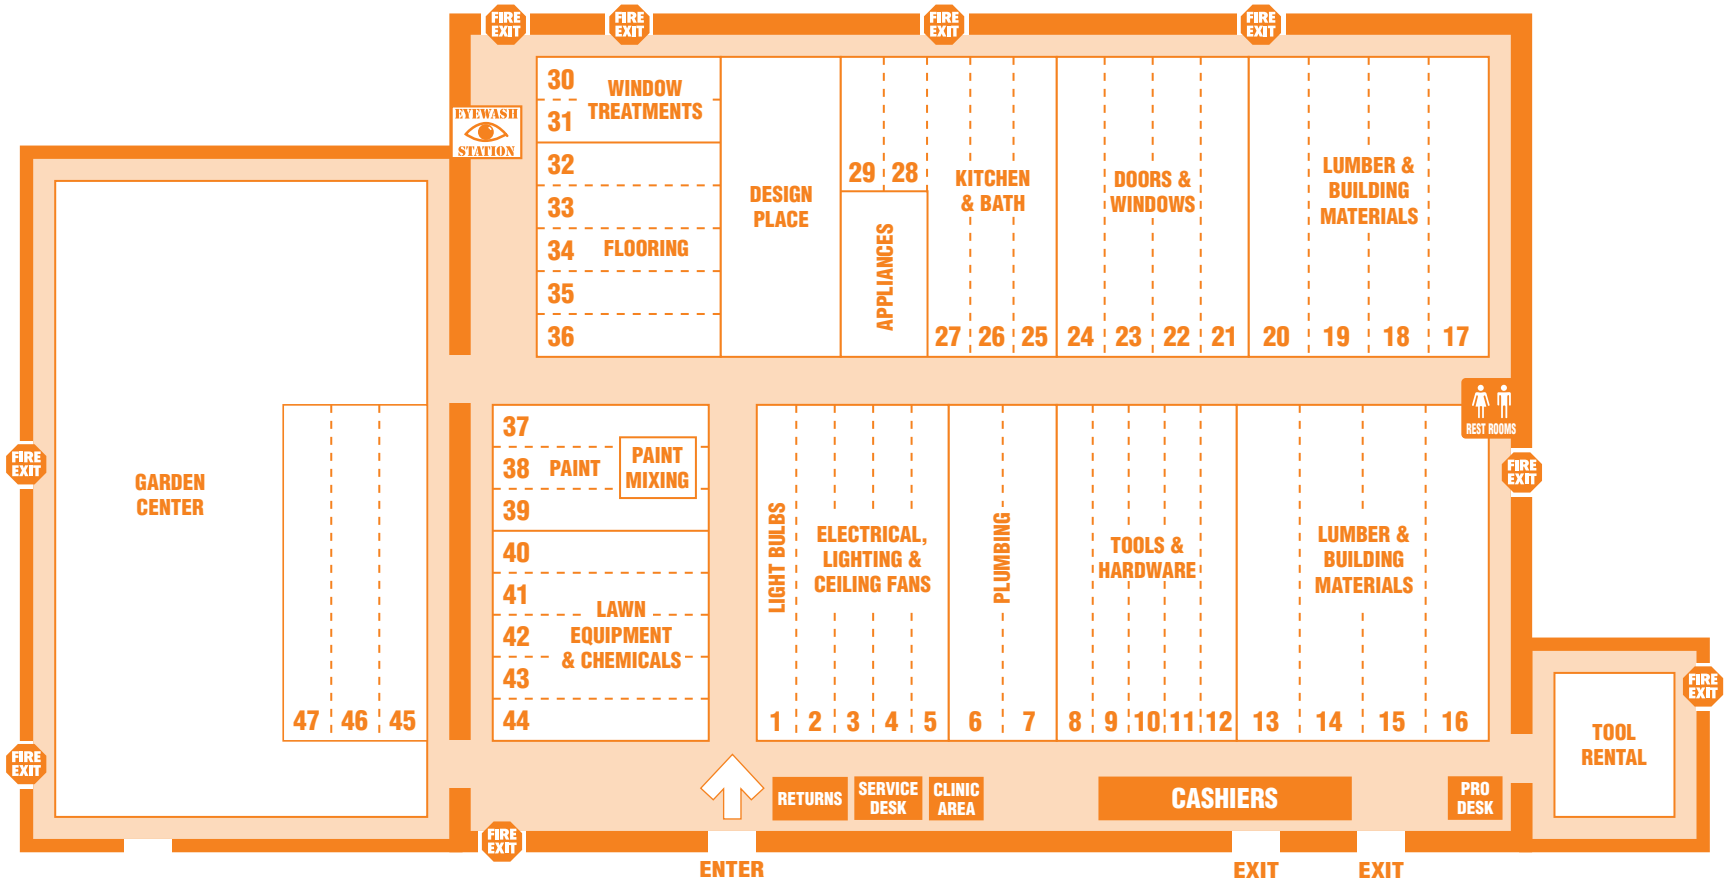 FIRE
EXIT
FIRE
EXIT
FIRE
EXIT
FIRE
EXIT
EYEWASH
STATION
30
31
WINDOW
TREATMENTS
32
33
34
35
36
FLOORING
DESIGN
PLACE
29
28
APPLIANCES
KITCHEN
& BATH
27
26
25
DOORS &
WINDOWS
24
23
22
21
LUMBER &
BUILDING
MATERIALS
20
19
18
17
REST ROOMS
FIRE
EXIT
FIRE
EXIT
GARDEN
CENTER
47
46
45
FIRE
EXIT
37
38
39
PAINT
PAINT
MIXING
40
41
42
43
44
LAWN
EQUIPMENT
& CHEMICALS
LIGHT BULBS
ELECTRICAL,
LIGHTING &
CEILING FANS
1
2
3
4
5
PLUMBING
6
7
TOOLS &
HARDWARE
8
9
10
11
12
LUMBER &
BUILDING
MATERIALS
13
14
15
16
TOOL
RENTAL
FIRE
EXIT
RETURNS
SERVICE
DESK
CLINIC
AREA
CASHIERS
PRO
DESK
FIRE
EXIT
ENTER
EXIT
EXIT